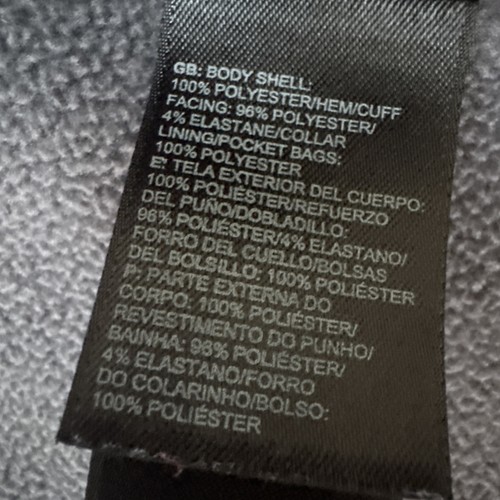 GB: BODY SHELL:
100% POLYESTER/HEM/CUFF
FACING: 96% POLYESTER/
4% ELASTANE/COLLAR
LINING/POCKET BAGS:
100% POLYESTER
E: TELA EXTERIOR DEL CUERPO:
100% POLIÉSTER/REFUERZO
DEL PUÑO/DOBLADILLO:
96% POLIÉSTER/4% ELASTANO/
FORRO DEL CUELLO/BOLSAS
DEL BOLSILLO: 100% POLIÉSTER
P: PARTE EXTERNA DO
CORPO: 100% POLIÉSTER/
REVESTIMENTO DO PUNHO/
BAINHA: 96% POLIÉSTER/
4% ELASTANO/FORRO
DO COLARINHO/BOLSO:
100% POLIÉSTER